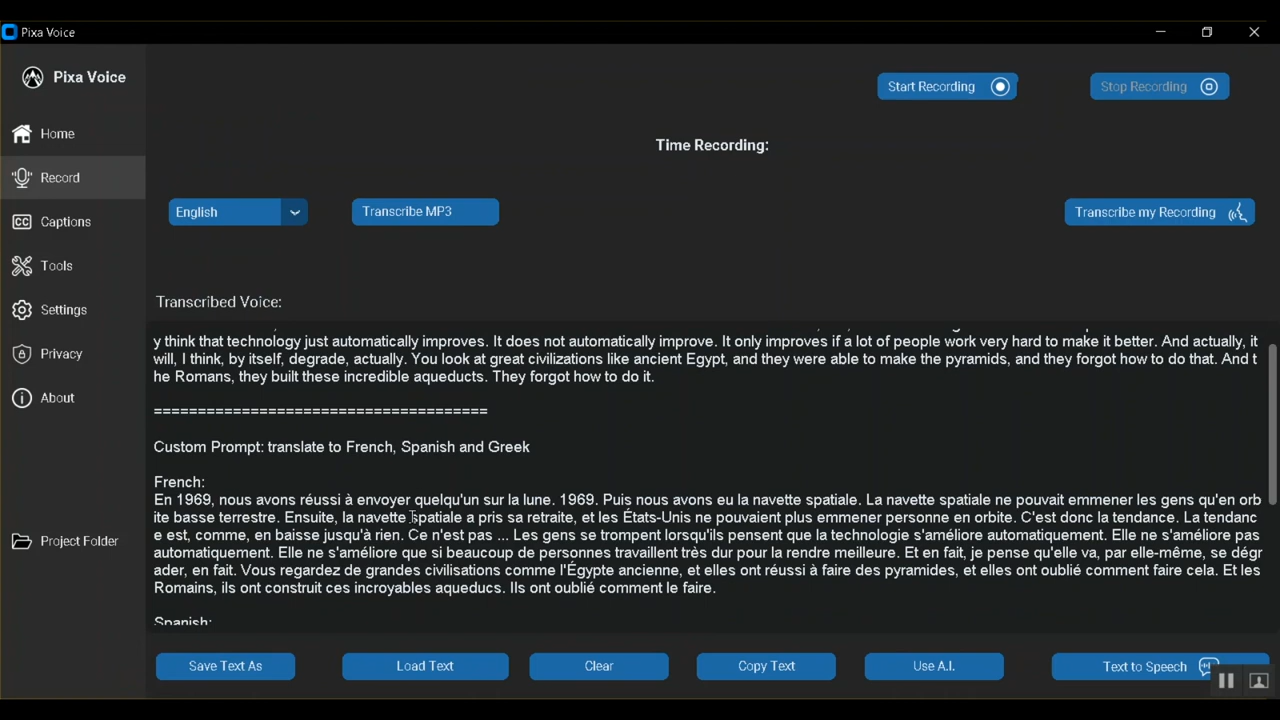 Pixa Voice
Pixa Voice
Start Recording
Stop Recording
Home
Time Recording:
Record
English
Transcribe MP3
Transcribe my Recording
CC Captions
Tools
Transcribed Voice:
Settings
y think that technology just automatically improves. It does not automatically improve. It only improves if a lot of people work very hard to make it better. And actually, it
will, I think, by itself, degrade, actually. You look at great civilizations like ancient Egypt, and they were able to make the pyramids, and they forgot how to do that. And t
he Romans, they built these incredible aqueducts. They forgot how to do it.
Privacy
About
======================================
Custom Prompt: translate to French, Spanish and Greek
French:
En 1969, nous avons réussi à envoyer quelqu'un sur la lune. 1969. Puis nous avons eu la navette spatiale. La navette spatiale ne pouvait emmener les gens qu'en orb
ite basse terrestre. Ensuite, la navette spatiale a pris sa retraite, et les États-Unis ne pouvaient plus emmener personne en orbite. C'est donc la tendance. La tendanc
e est, comme, en baisse jusqu'à rien. Ce n'est pas ... Les gens se trompent lorsqu'ils pensent que la technologie s'améliore automatiquement. Elle ne s'améliore pas
automatiquement. Elle ne s'améliore que si beaucoup de personnes travaillent très dur pour la rendre meilleure. Et en fait, je pense qu'elle va, par elle-même, se dégr
ader, en fait. Vous regardez de grandes civilisations comme l'Égypte ancienne, et elles ont réussi à faire des pyramides, et elles ont oublié comment faire cela. Et les
Romains, ils ont construit ces incroyables aqueducs. Ils ont oublié comment le faire.
Project Folder
Spanish:
Save Text As
Load Text
Clear
Copy Text
Use A.I.
Text to Speech